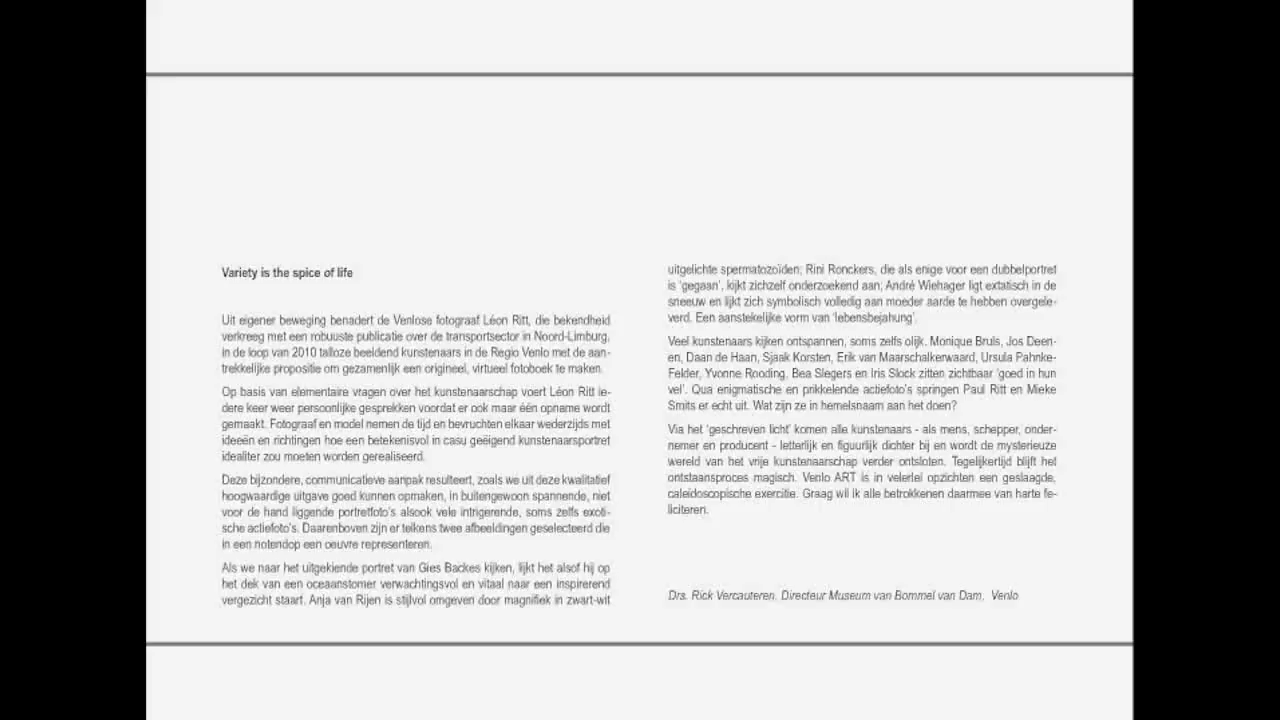 Variety is the spice of life
Uit eigener beweging benadert de Venlose fotograaf Léon Ritt, die bekendheid
verkreeg met een robuuste publicatie over de transportsector in Noord-Limburg,
in de loop van 2010 talloze beeldend kunstenaars in de Regio Venlo met de aan-
trekkelijke propositie om gezamenlijk een origineel, virtueel fotoboek te maken.
Op basis van elementaire vragen over het kunstenaarschap voert Léon Ritt ie-
dere keer weer persoonlijke gesprekken voordat er ook maar één opname wordt
gemaakt. Fotograaf en model nemen de tijd en bevruchten elkaar wederzijds met
ideeën en richtingen hoe een betekenisvol in casu geëigend kunstenaarsportret
idealiter zou moeten worden gerealiseerd.
Deze bijzondere, communicatieve aanpak resulteert, zoals we uit deze kwalitatief
hoogwaardige uitgave goed kunnen opmaken, in buitengewoon spannende, niet
voor de hand liggende portretfoto's alsook vele intrigerende, soms zelfs exoti-
sche actiefoto's. Daarenboven zijn er telkens twee afbeeldingen geselecteerd die
in een notendop een oeuvre representeren.
Als we naar het uitgekiende portret van Gies Backes kijken, lijkt het alsof hij op
het dek van een oceaanstomer verwachtingsvol en vitaal naar een inspirerend
vergezicht staart. Anja van Rijen is stijlvol omgeven door magnifiek in zwart-wit
uitgelichte spermatozoïden; Rini Ronckers, die als enige voor een dubbelportret
is 'gegaan', kijkt zichzelf onderzoekend aan; André Wiehager ligt extatisch in de
sneeuw en lijkt zich symbolisch volledig aan moeder aarde te hebben overgele-
verd. Een aanstekelijke vorm van 'lebensbejahung'.
Veel kunstenaars kijken ontspannen, soms zelfs olijk. Monique Bruls, Jos Deen-
en, Daan de Haan, Sjaak Korsten, Erik van Maarschalkerwaard, Ursula Pahnke-
Felder, Yvonne Rooding, Bea Slegers en Iris Slock zitten zichtbaar 'goed in hun
vel'. Qua enigmatische en prikkelende actiefoto's springen Paul Ritt en Mieke
Smits er echt uit. Wat zijn ze in hemelsnaam aan het doen?
Via het 'geschreven licht' komen alle kunstenaars - als mens, schepper, onder-
nemer en producent - letterlijk en figuurlijk dichter bij en wordt de mysterieuze
wereld van het vrije kunstenaarschap verder ontsloten. Tegelijkertijd blijft het
ontstaansproces magisch. Venlo ART is in velerlei opzichten een geslaagde,
caleidoscopische exercitie. Graag wil ik alle betrokkenen daarmee van harte fe-
liciteren.
Drs. Rick Vercauteren, Directeur Museum van Bommel van Dam, Venlo